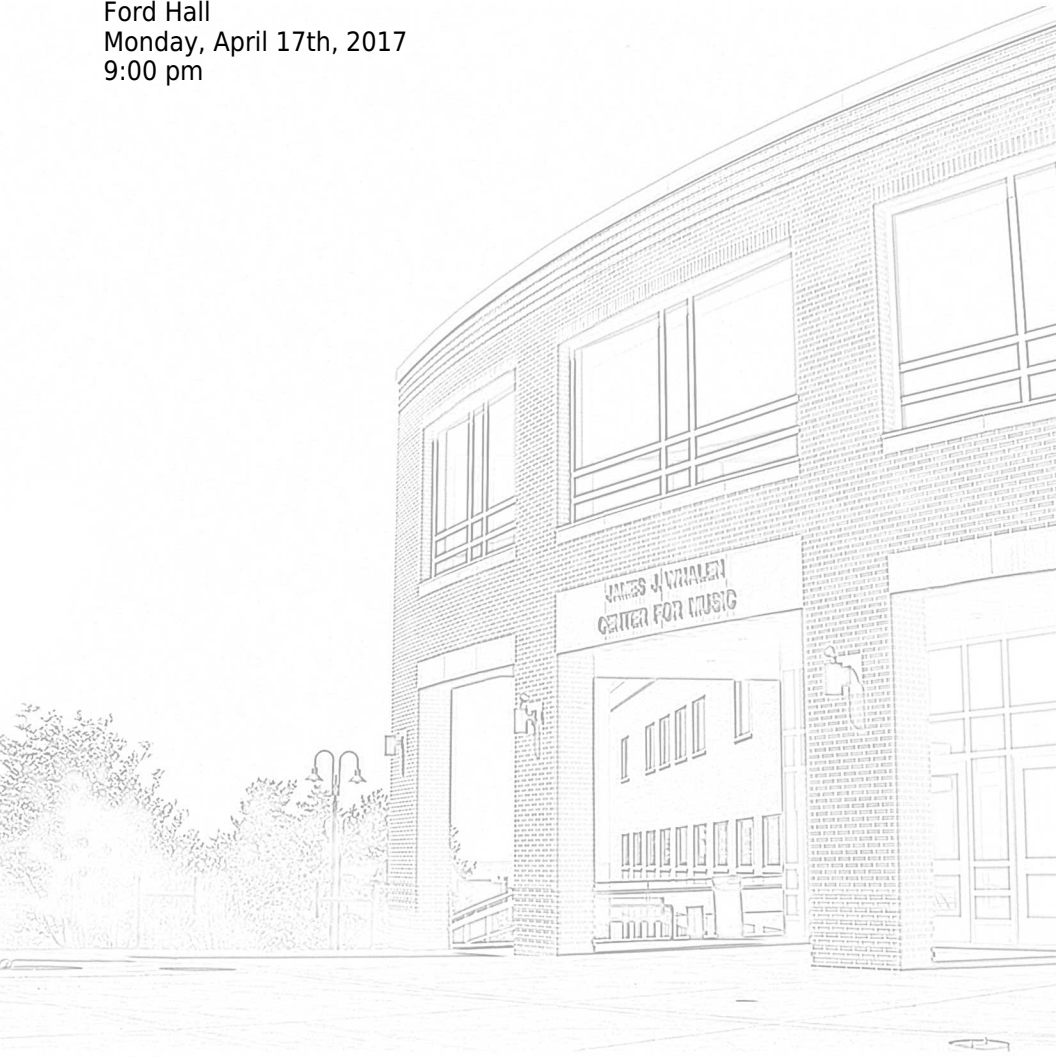 Ford Hall
Monday, April 17th, 2017
9:00 pm
JAMES J. WHALEN
CENTER FOR MUSIC